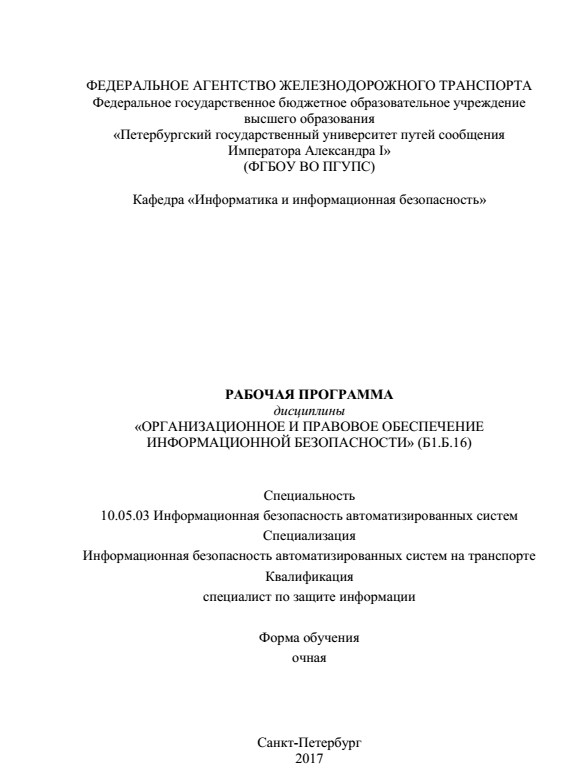 ФЕДЕРАЛЬНОЕ АГЕНТСТВО ЖЕЛЕЗНОДОРОЖНОГО ТРАНСПОРТА
Федеральное государственное бюджетное образовательное учреждение
высшего образования
«Петербургский государственный университет путей сообщения
Императора Александра I»
(ФГБОУ ВО ПГУПС)
Кафедра «Информатика и информационная безопасность»
РАБОЧАЯ ПРОГРАММА
дисциплины
«ОРГАНИЗАЦИОННОЕ И ПРАВОВОЕ ОБЕСПЕЧЕНИЕ
ИНФОРМАЦИОННОЙ БЕЗОПАСНОСТИ» (Б1.Б.16)
Специальность
10.05.03 Информационная безопасность автоматизированных систем
Специализация
Информационная безопасность автоматизированных систем на транспорте
Квалификация
специалист по защите информации
Форма обучения
очная
Санкт-Петербург
2017